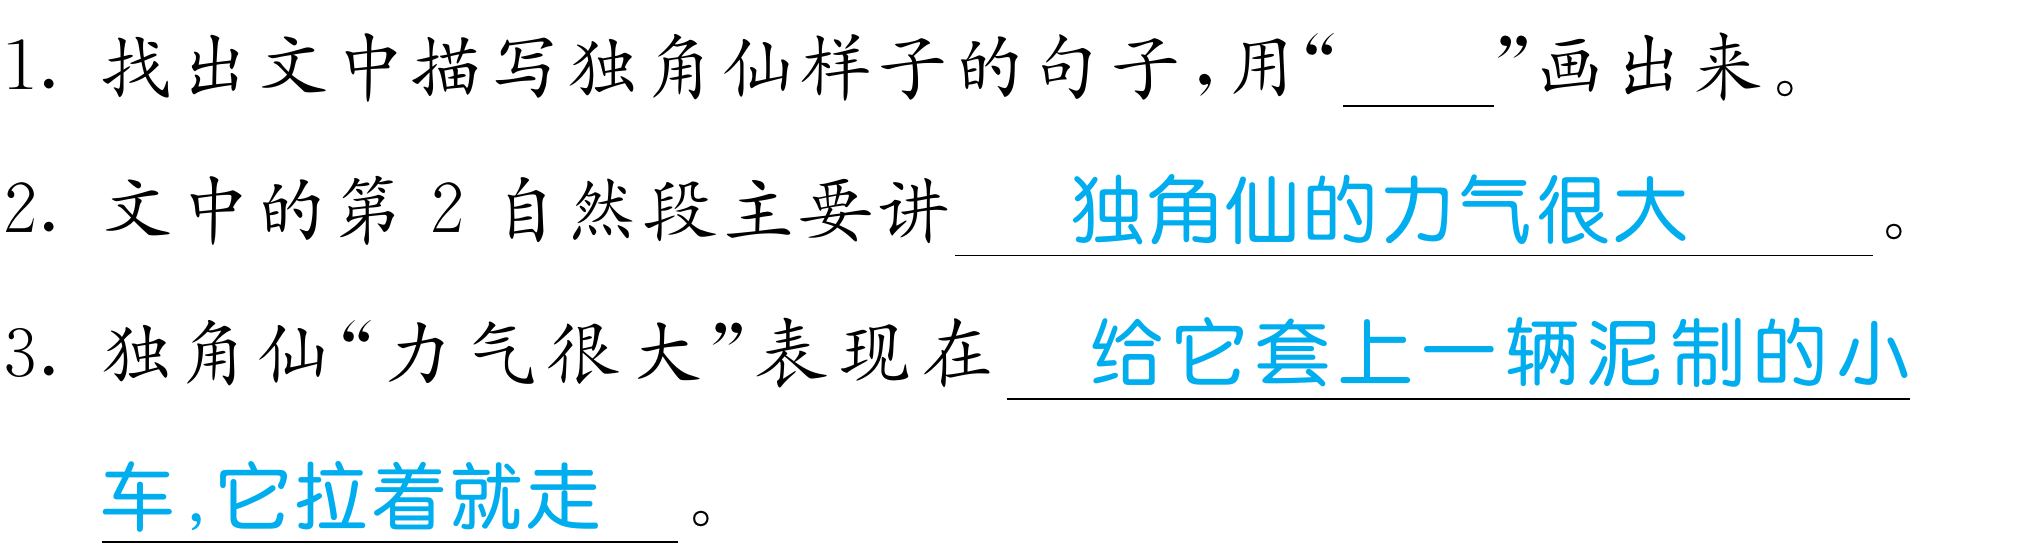 1. 找出文中描写独角仙样子的句子,用“____”画出来。
2. 文中的第 2 自然段主要讲 独角仙的力气很大 。
3. 独角仙“力气很大”表现在 给它套上一辆泥制的小
车,它拉着就走 。